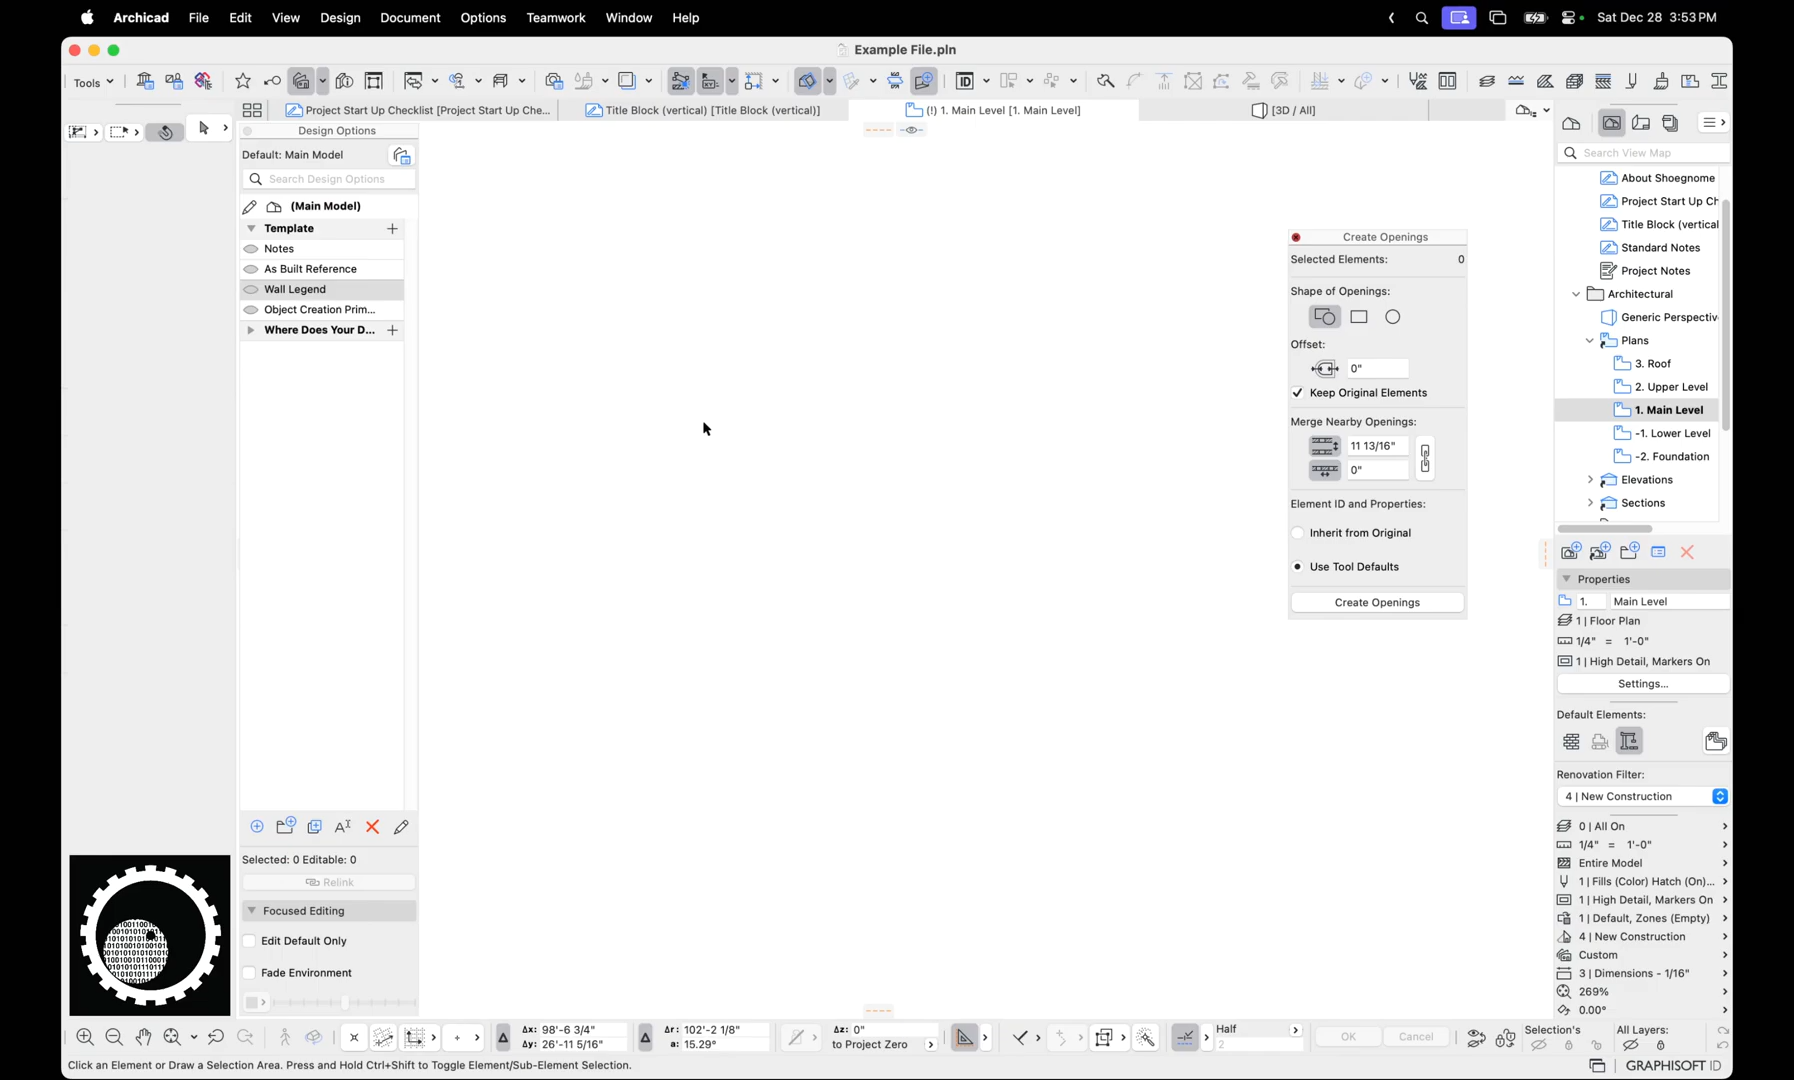 Archicad File Edit View Design Document Options Teamwork Window Help Sat Dec 28 3:53 PM
Example File.pln
Tools
Project Start Up Checklist [Project Start Up Che...
Title Block (vertical) [Title Block (vertical)]
(!) 1. Main Level [1. Main Level]
[3D / All]
Design Options
Default: Main Model
Search Design Options
(Main Model)
Template
Notes
As Built Reference
Wall Legend
Object Creation Prim...
Where Does Your D...
Selected: 0 Editable: 0
Relink
Focused Editing
Edit Default Only
Fade Environment
Create Openings
Selected Elements: 0
Shape of Openings:
Offset:
0"
Keep Original Elements
Merge Nearby Openings:
11 13/16"
0"
Element ID and Properties:
Inherit from Original
Use Tool Defaults
Create Openings
Search View Map
About Shoegnome
Project Start Up Ch
Title Block (vertical
Standard Notes
Project Notes
Architectural
Generic Perspectiv
Plans
3. Roof
2. Upper Level
1. Main Level
-1. Lower Level
-2. Foundation
Elevations
Sections
Properties
1. Main Level
1 | Floor Plan
1/4" = 1'-0"
1 | High Detail, Markers On
Settings...
Default Elements:
Renovation Filter:
4 | New Construction
0 | All On
1/4" = 1'-0"
Entire Model
1 | Fills (Color) Hatch (On)...
1 | High Detail, Markers On
1 | Default, Zones (Empty)
4 | New Construction
Custom
3 | Dimensions - 1/16"
269%
0.00°
Δx: 98'-6 3/4"
Δy: 26'-11 5/16"
Δr: 102'-2 1/8"
a: 15.29°
Δz: 0"
to Project Zero
Half
2
OK
Cancel
Selection's
All Layers:
Click an Element or Draw a Selection Area. Press and Hold Ctrl+Shift to Toggle Element/Sub-Element Selection.
GRAPHISOFT ID